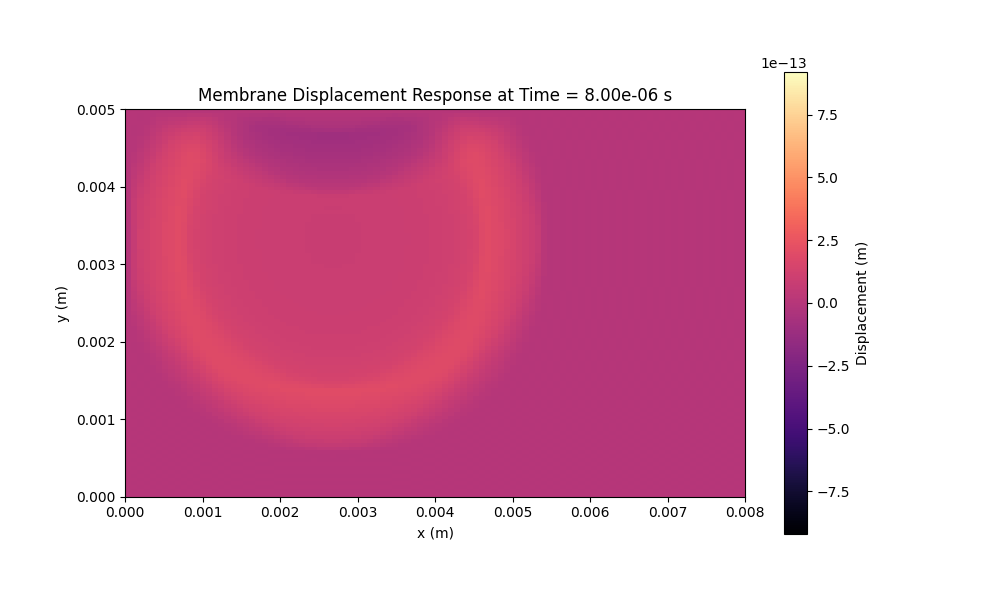 1e−13
Membrane Displacement Response at Time = 8.00e-06 s
0.005
0.004
0.003
0.002
0.001
0.000
y (m)
0.000 0.001 0.002 0.003 0.004 0.005 0.006 0.007 0.008
x (m)
7.5
5.0
2.5
0.0
−2.5
−5.0
−7.5
Displacement (m)